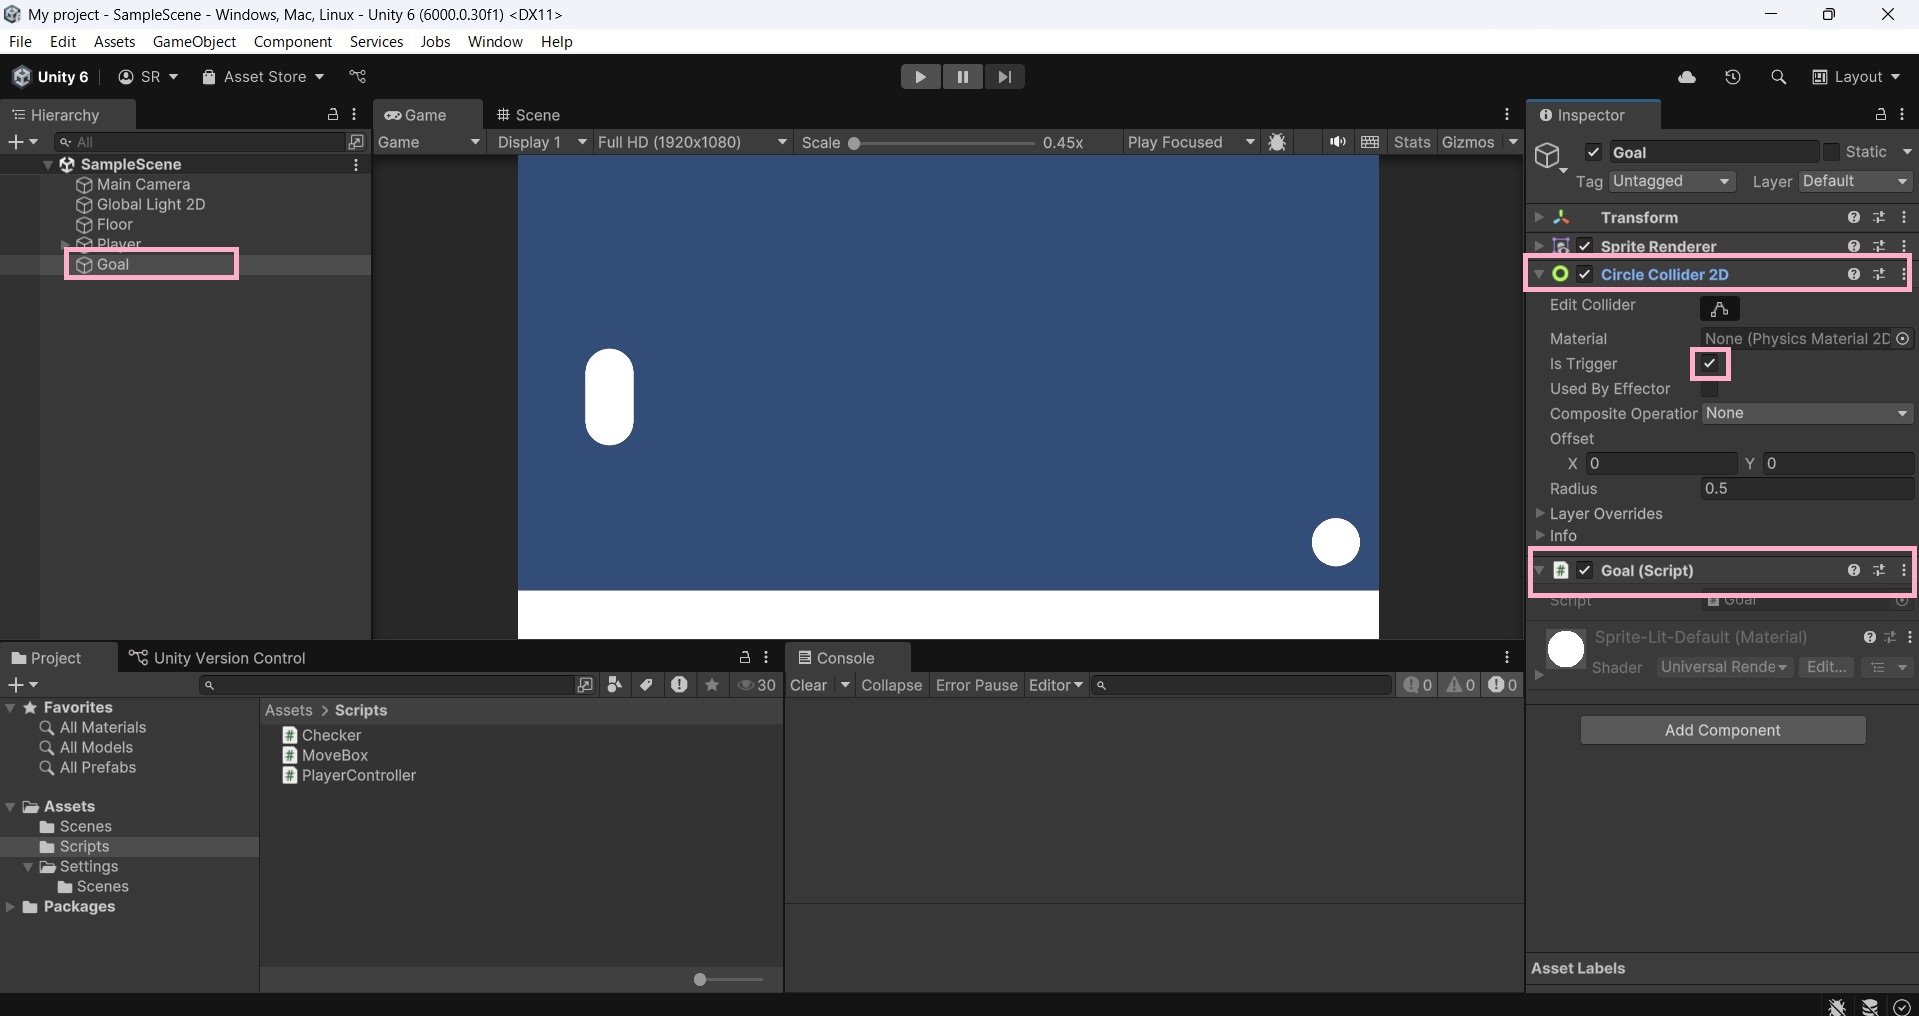 My project - SampleScene - Windows, Mac, Linux - Unity 6 (6000.0.30f1) <DX11>
File Edit Assets GameObject Component Services Jobs Window Help
Unity 6 SR Asset Store Layout
Hierarchy
All
SampleScene
Main Camera
Global Light 2D
Floor
Player
Goal
Game Scene
Game Display 1 Full HD (1920x1080) Scale 0.45x Play Focused Stats Gizmos
Inspector
Goal Static
Tag Untagged Layer Default
Transform
Sprite Renderer
Circle Collider 2D
Edit Collider
Material None (Physics Material 2D
Is Trigger
Used By Effector
Composite Operation None
Offset
X 0 Y 0
Radius 0.5
Layer Overrides
Info
Goal (Script)
Script Goal
Sprite-Lit-Default (Material)
Shader Universal Rende Edit...
Add Component
Asset Labels
Project Unity Version Control
30
Favorites
All Materials
All Models
All Prefabs
Assets
Scenes
Scripts
Settings
Scenes
Packages
Assets > Scripts
Checker
MoveBox
PlayerController
Console
Clear Collapse Error Pause Editor 0 0 0